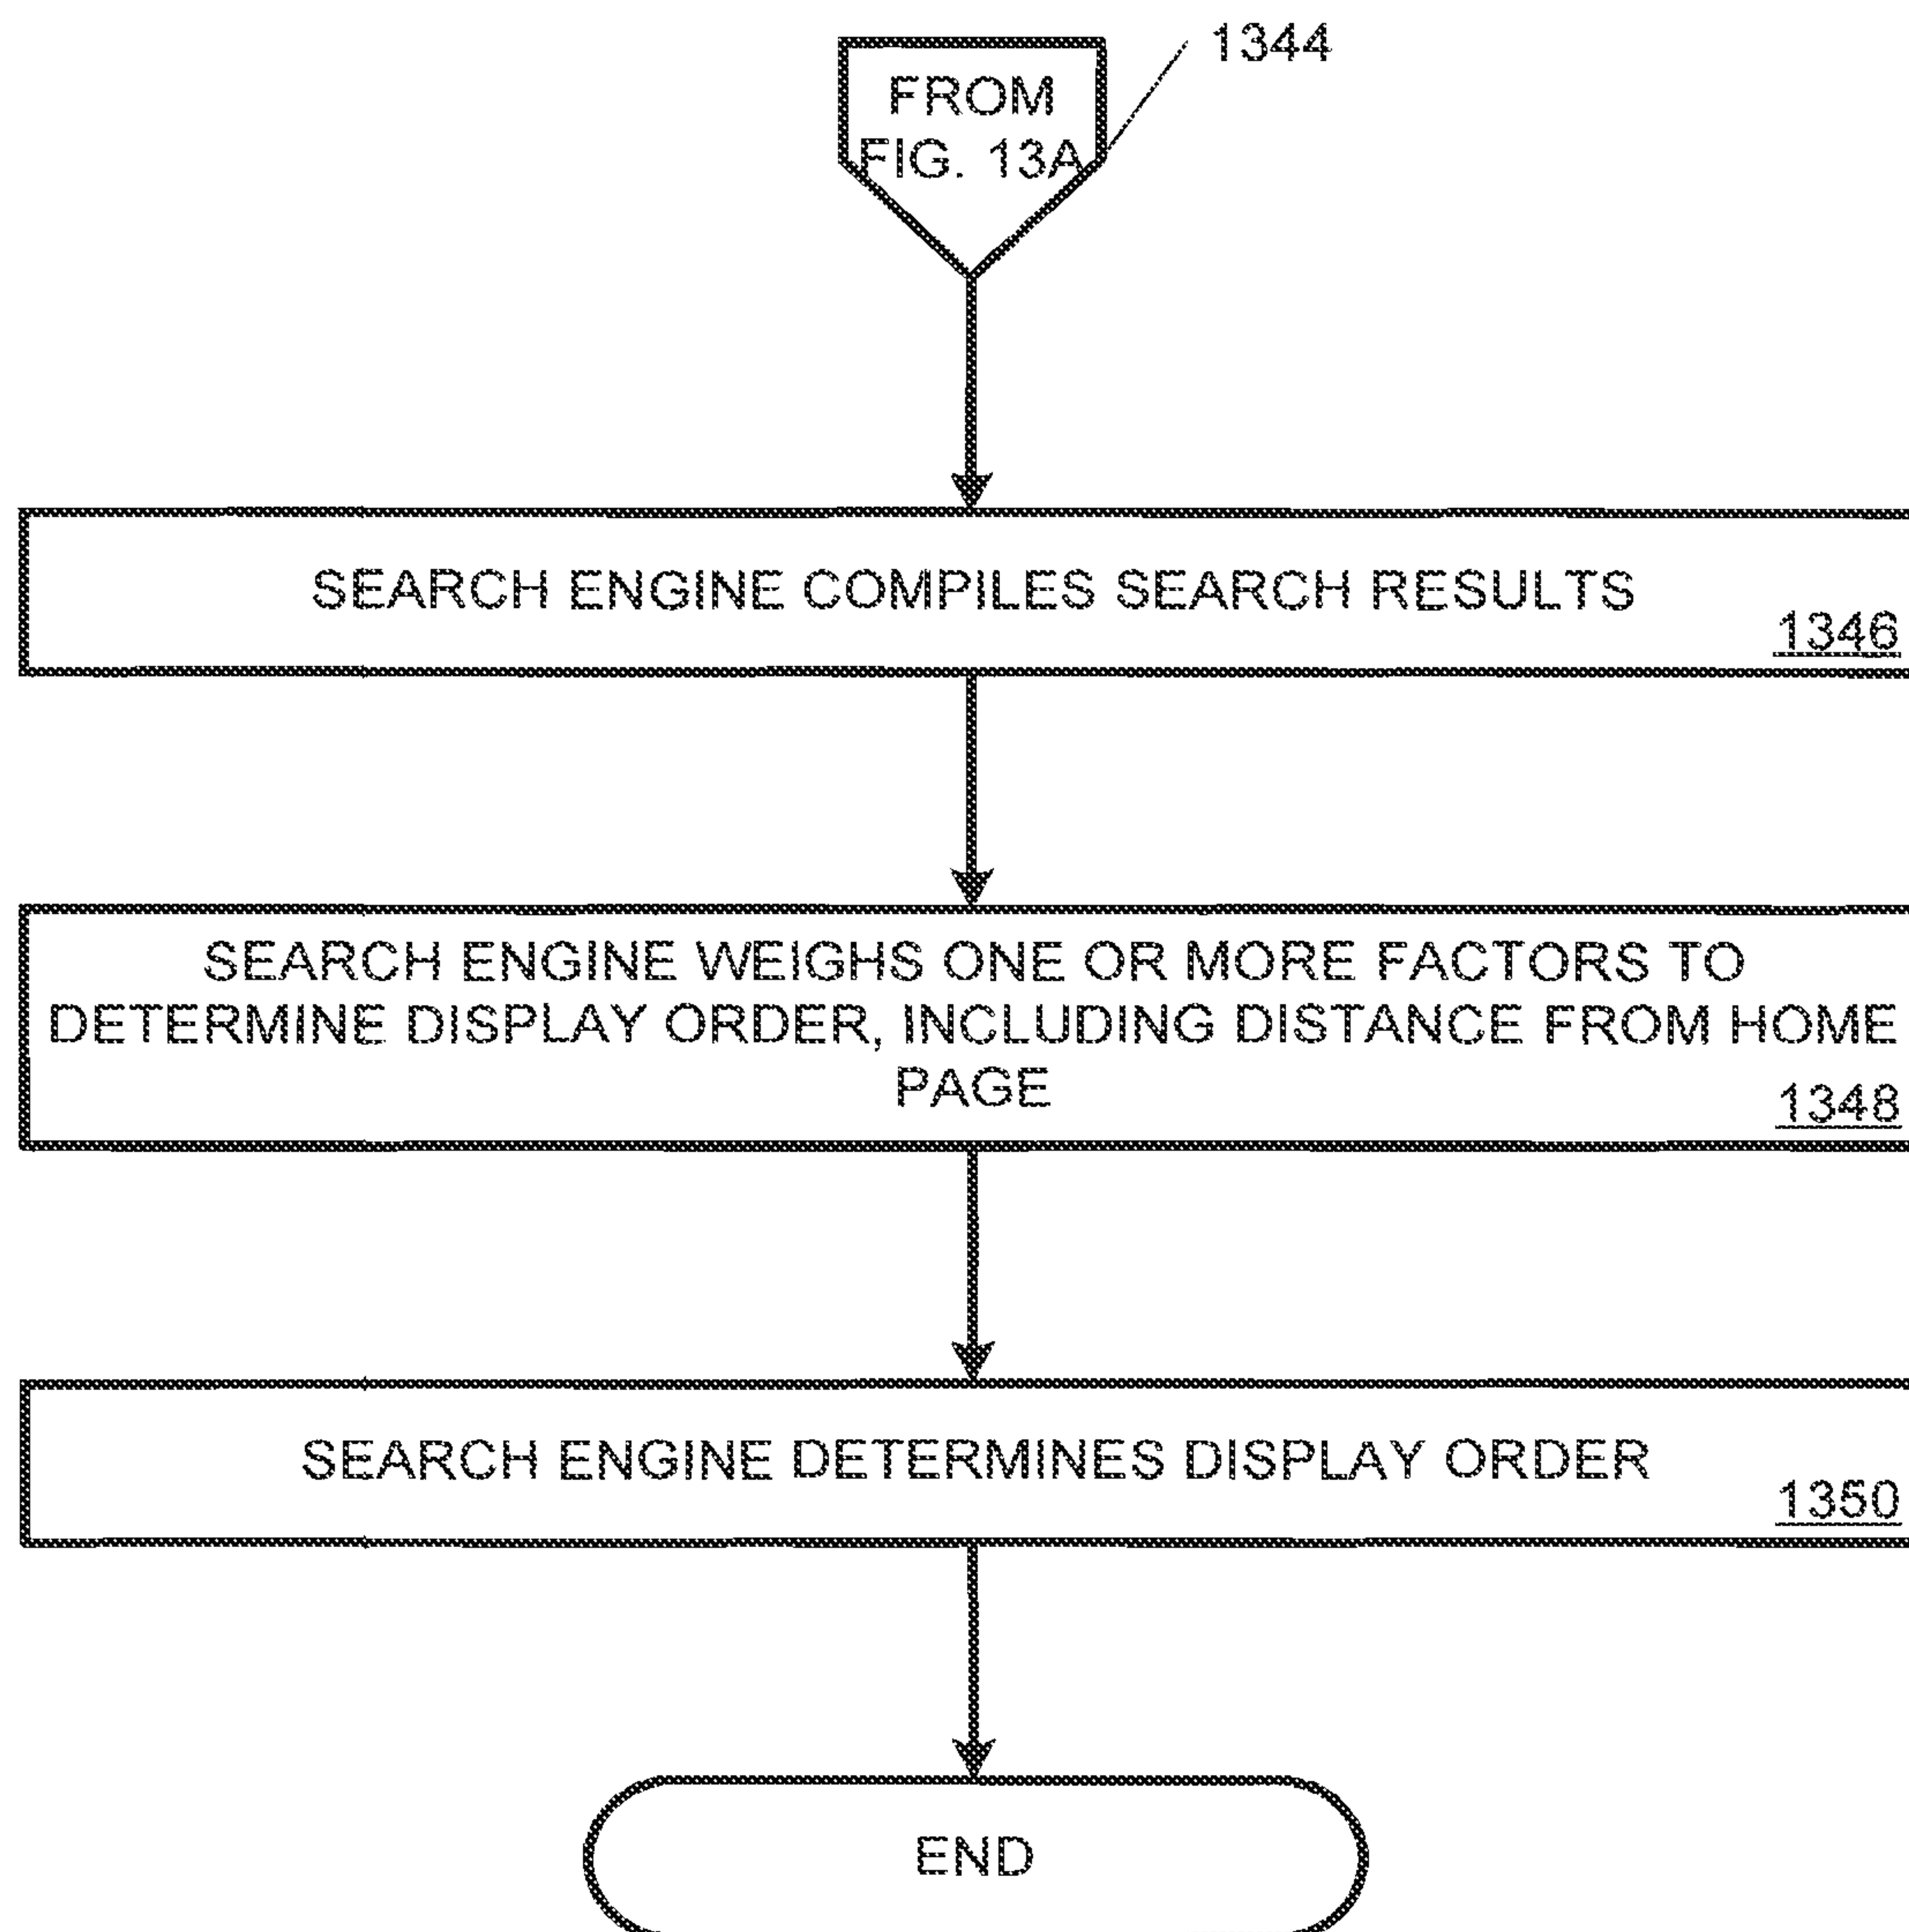 1344
FROM
FIG. 13A
SEARCH ENGINE COMPILES SEARCH RESULTS
1346
SEARCH ENGINE WEIGHS ONE OR MORE FACTORS TO
DETERMINE DISPLAY ORDER, INCLUDING DISTANCE FROM HOME
PAGE
1348
SEARCH ENGINE DETERMINES DISPLAY ORDER
1350
END